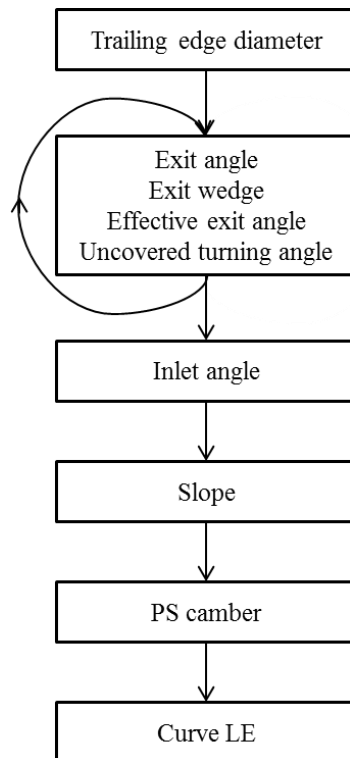 Trailing edge diameter
Exit angle
Exit wedge
Effective exit angle
Uncovered turning angle
Inlet angle
Slope
PS camber
Curve LE